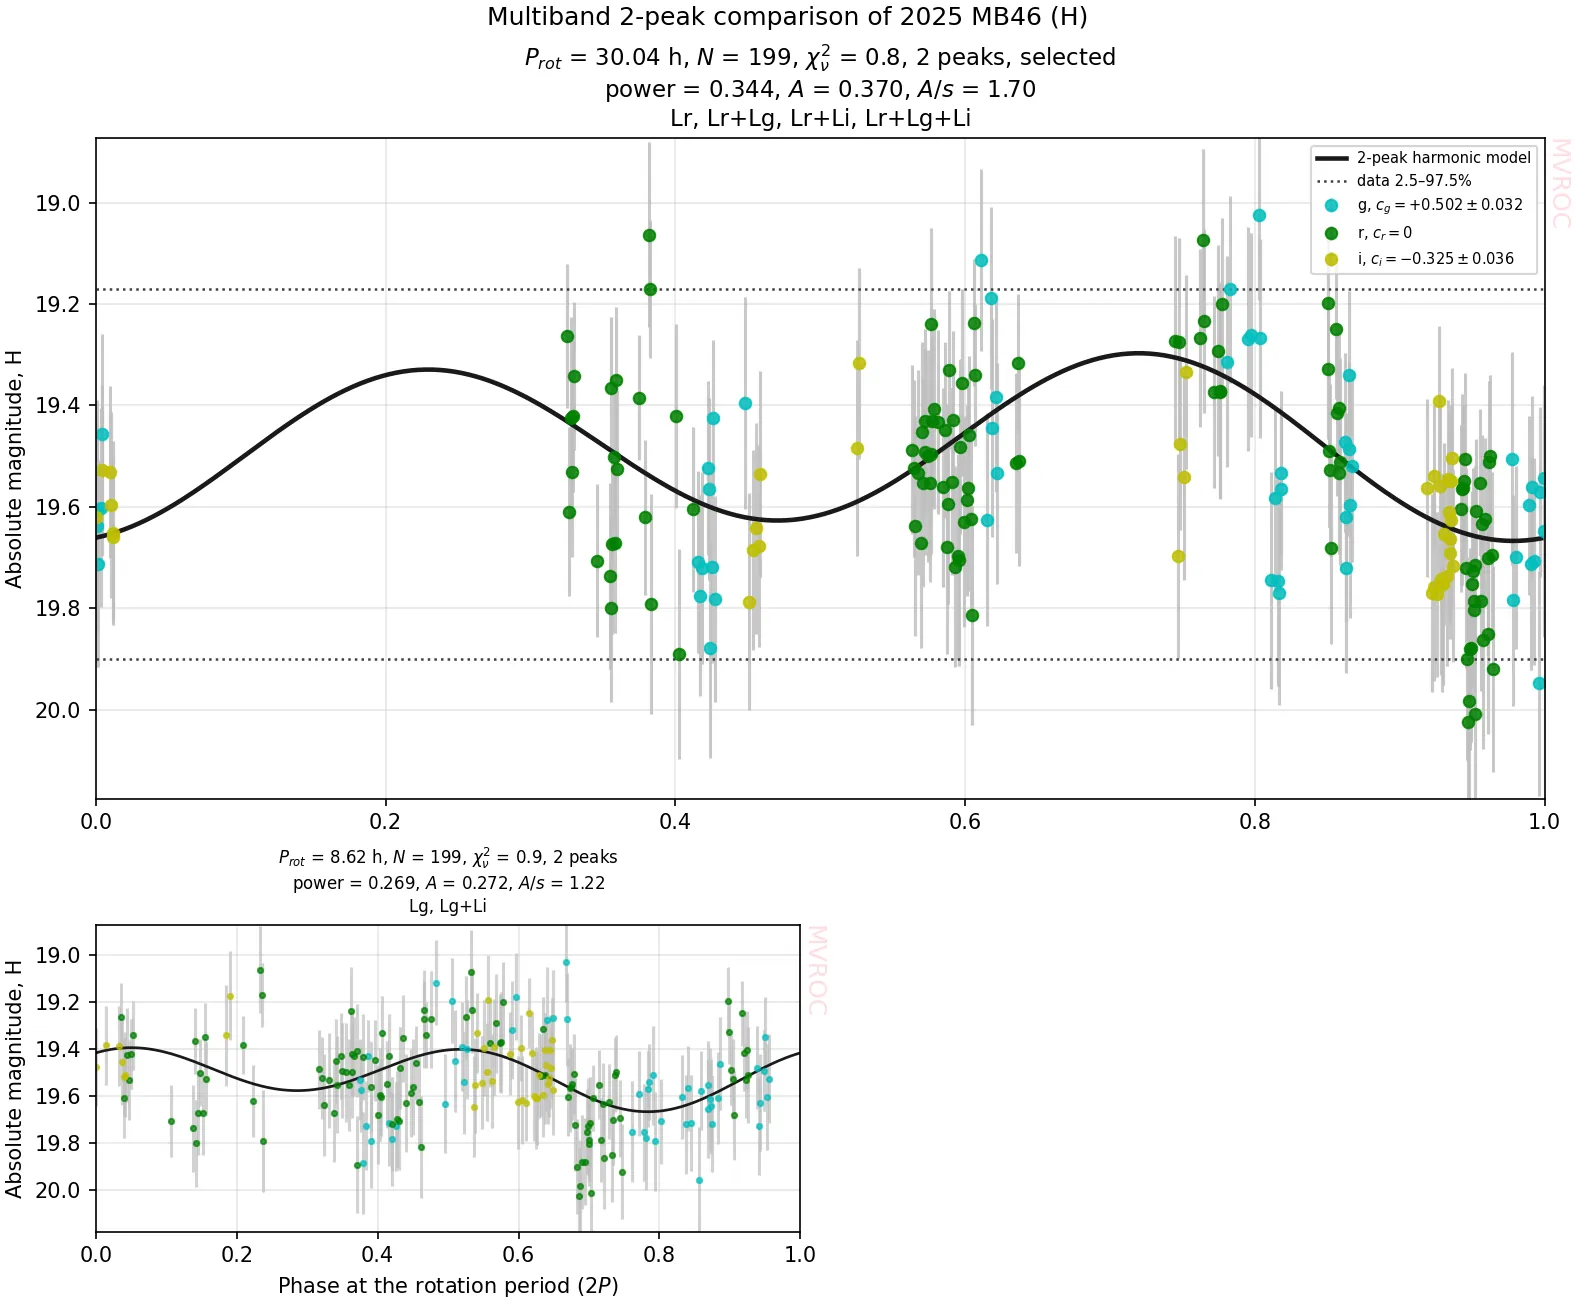 Multiband 2-peak comparison of 2025 MB46 (H)
P_rot = 30.04 h, N = 199, χ²_ν = 0.8, 2 peaks, selected
power = 0.344, A = 0.370, A/s = 1.70
Lr, Lr+Lg, Lr+Li, Lr+Lg+Li
MVROC
2-peak harmonic model
data 2.5–97.5%
g, c_g = +0.502 ± 0.032
r, c_r = 0
i, c_i = −0.325 ± 0.036
Absolute magnitude, H
19.0
19.2
19.4
19.6
19.8
20.0
0.0 0.2 0.4 0.6 0.8 1.0
P_rot = 8.62 h, N = 199, χ²_ν = 0.9, 2 peaks
power = 0.269, A = 0.272, A/s = 1.22
Lg, Lg+Li
MVROC
Absolute magnitude, H
19.0
19.2
19.4
19.6
19.8
20.0
0.0 0.2 0.4 0.6 0.8 1.0
Phase at the rotation period (2P)